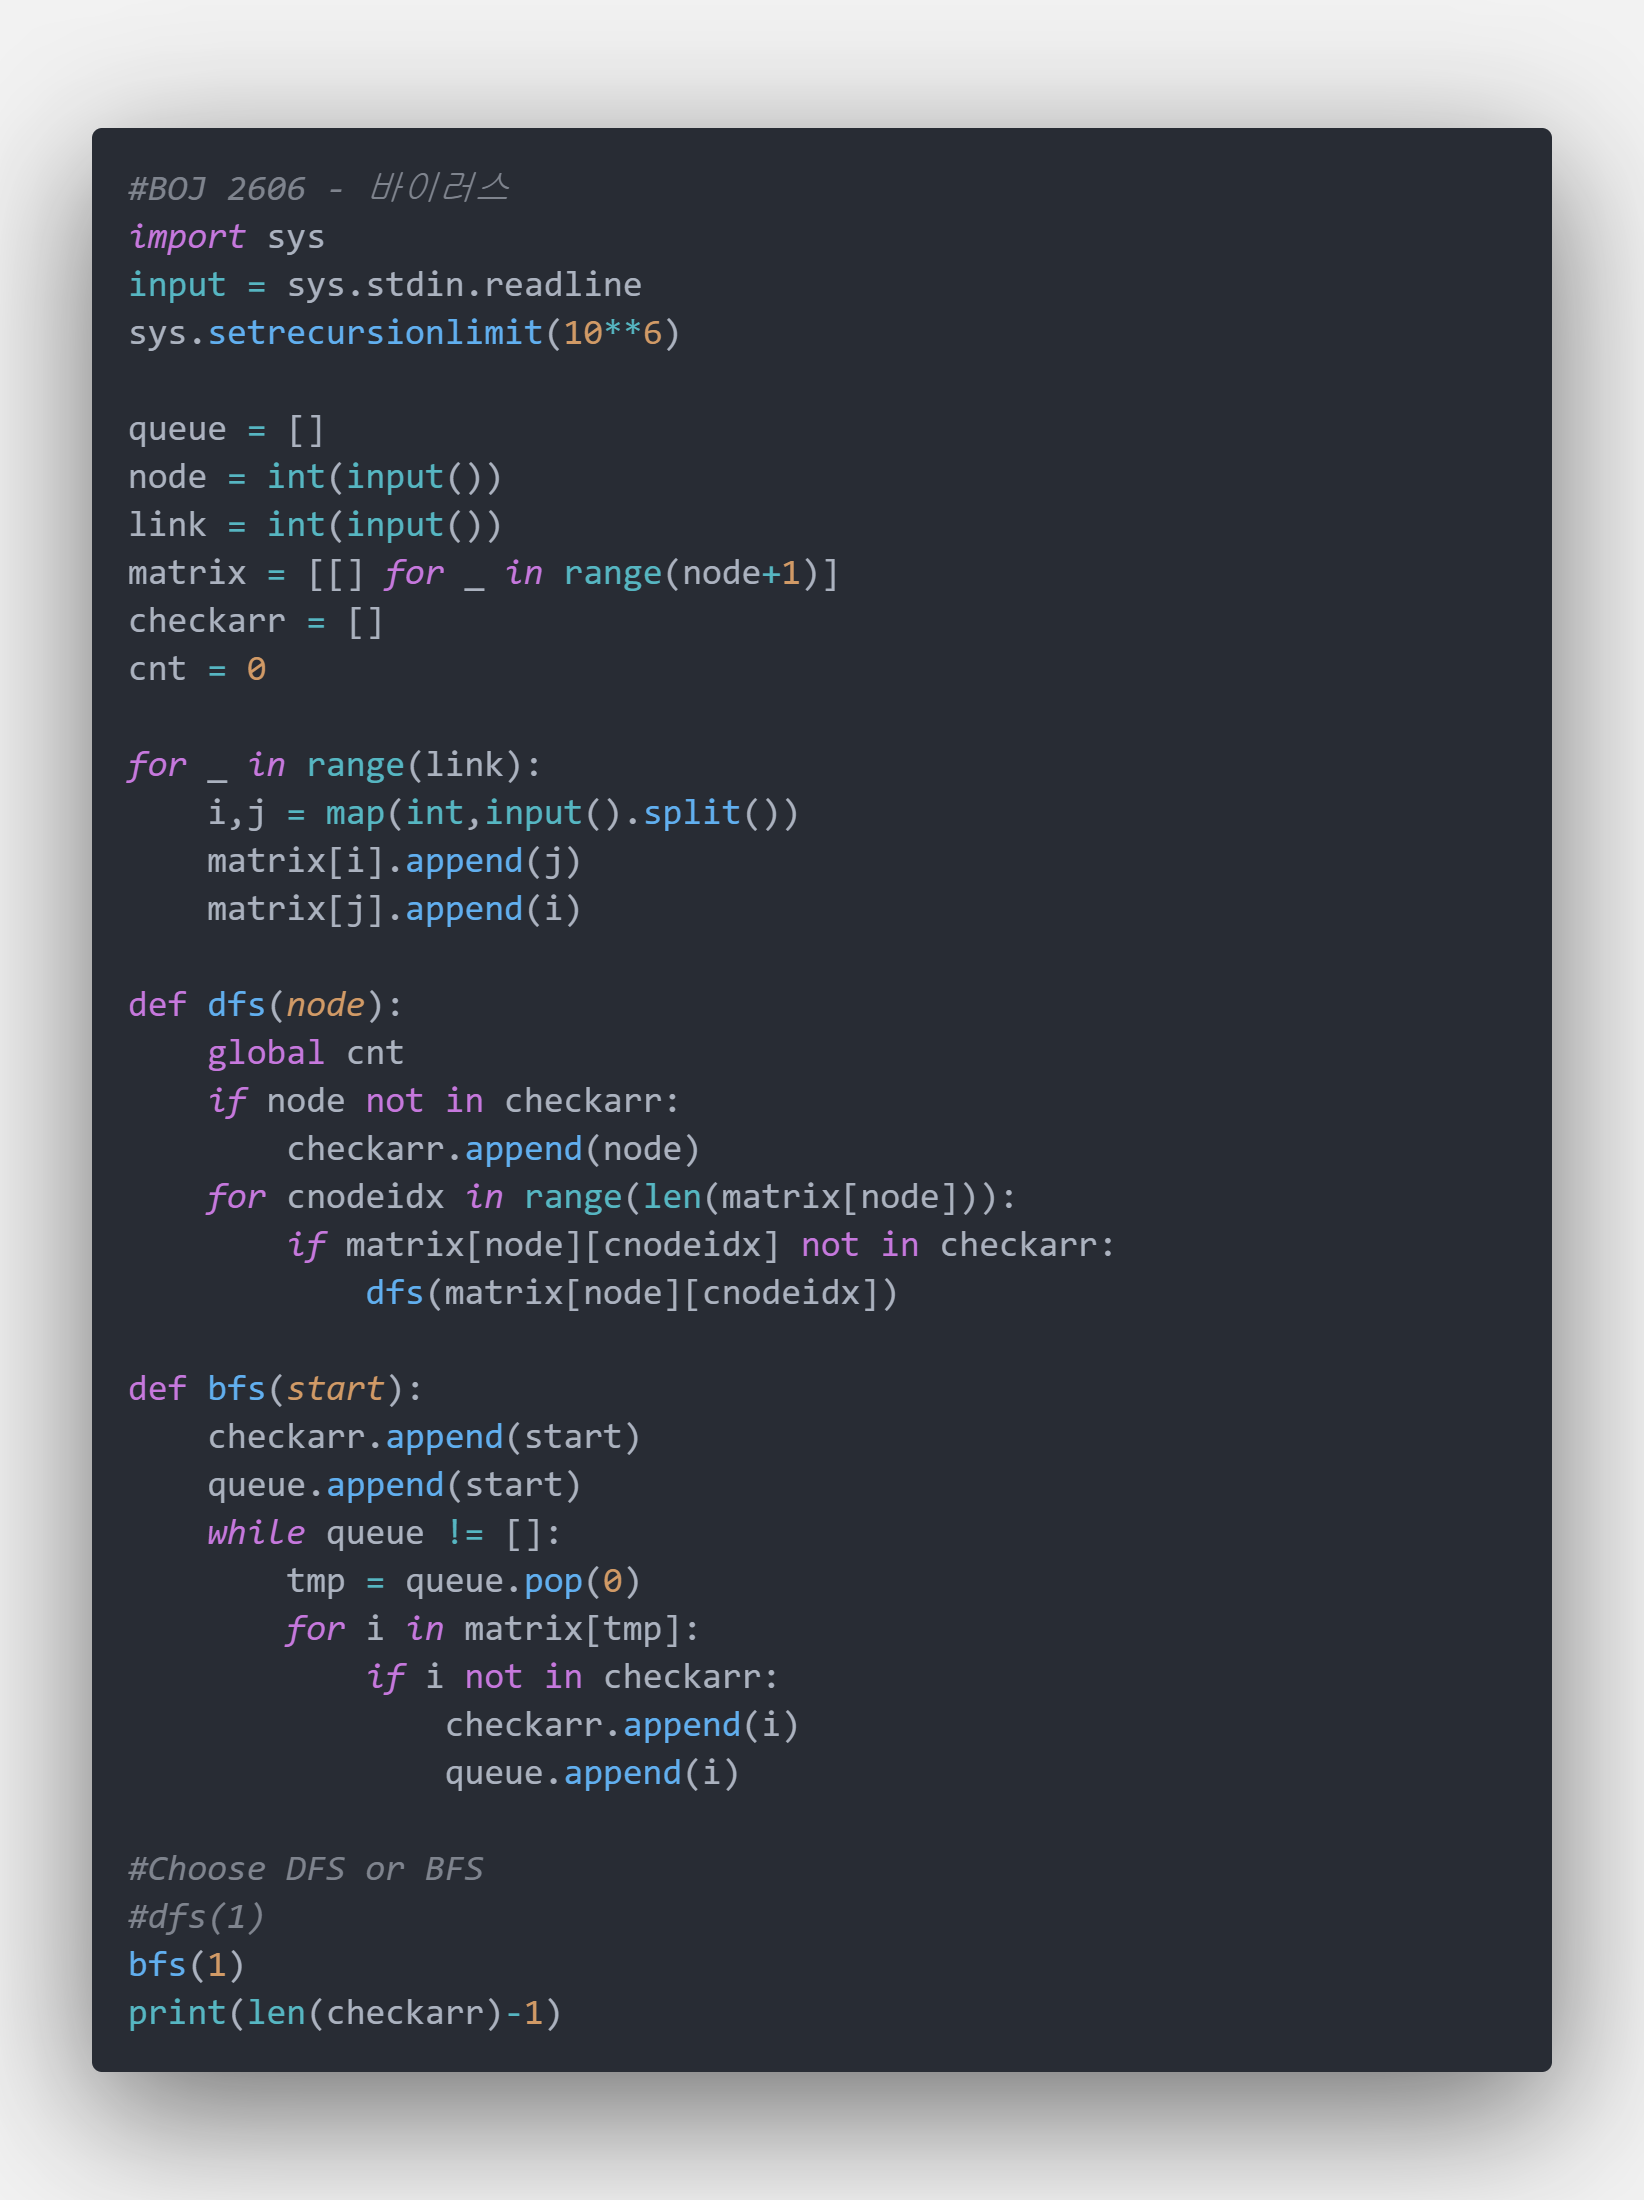 #BOJ 2606 - 바이러스
import sys
input = sys.stdin.readline
sys.setrecursionlimit(10**6)

queue = []
node = int(input())
link = int(input())
matrix = [[] for _ in range(node+1)]
checkarr = []
cnt = 0

for _ in range(link):
    i,j = map(int,input().split())
    matrix[i].append(j)
    matrix[j].append(i)

def dfs(node):
    global cnt
    if node not in checkarr:
        checkarr.append(node)
    for cnodeidx in range(len(matrix[node])):
        if matrix[node][cnodeidx] not in checkarr:
            dfs(matrix[node][cnodeidx])

def bfs(start):
    checkarr.append(start)
    queue.append(start)
    while queue != []:
        tmp = queue.pop(0)
        for i in matrix[tmp]:
            if i not in checkarr:
                checkarr.append(i)
                queue.append(i)

#Choose DFS or BFS
#dfs(1)
bfs(1)
print(len(checkarr)-1)